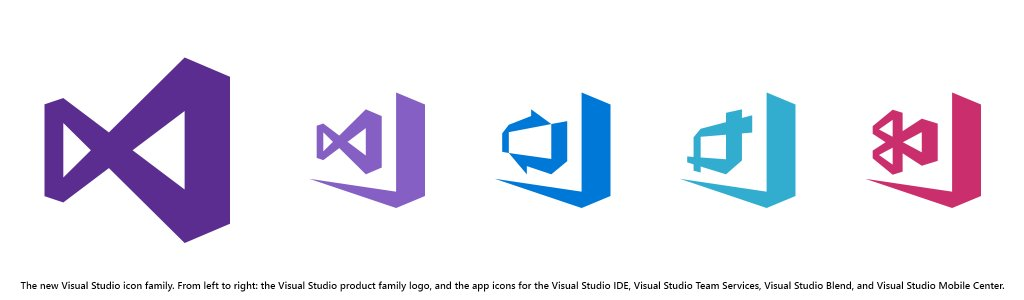 The new Visual Studio icon family. From left to right: the Visual Studio product family logo, and the app icons for the Visual Studio IDE, Visual Studio Team Services, Visual Studio Blend, and Visual Studio Mobile Center.